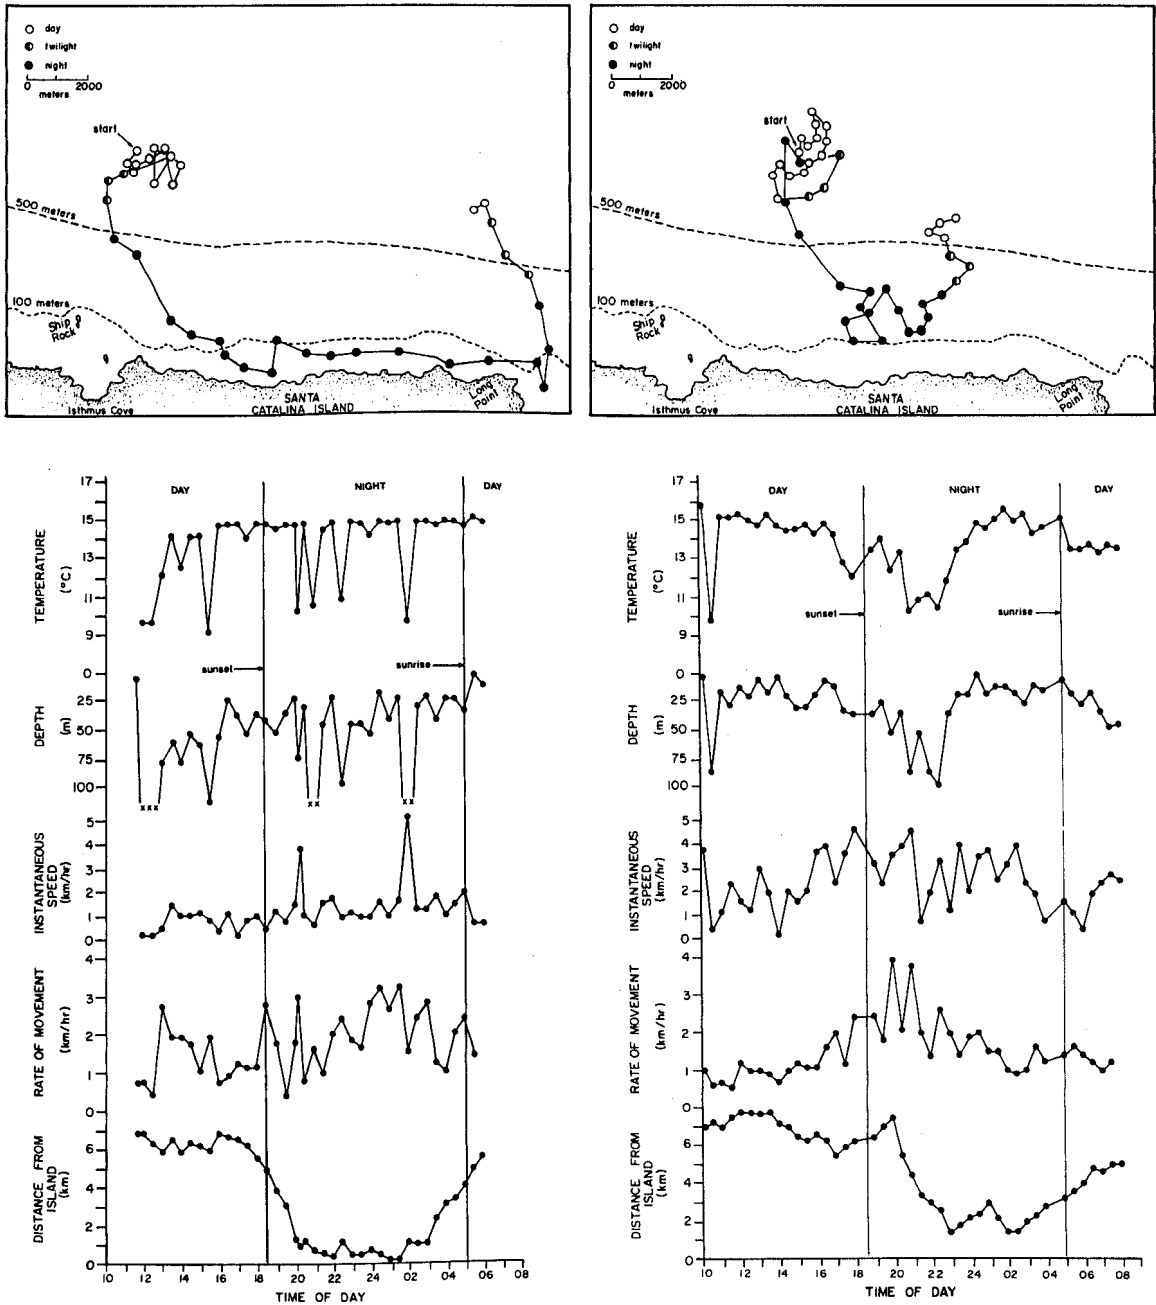 day
twilight
night
0 2000
meters
start
500 meters
100 meters
Ship
Rock
Isthmus Cove
SANTA
CATALINA ISLAND
Long
Point
day
twilight
night
0 2000
meters
start
500 meters
100 meters
Ship
Rock
Isthmus Cove
SANTA
CATALINA ISLAND
Long
Point
DAY NIGHT DAY
17
15
13
11
9
TEMPERATURE
(°C)
sunset
sunrise
0
25
50
75
100
DEPTH
(m)
xxx xx xx
5
4
3
2
1
0
INSTANTANEOUS
SPEED
(km/hr)
4
3
2
1
0
RATE OF MOVEMENT
(km/hr)
6
4
2
0
DISTANCE FROM
ISLAND
(km)
10 12 14 16 18 20 22 24 02 04 06 08
TIME OF DAY
DAY NIGHT DAY
17
15
13
11
9
TEMPERATURE
(°C)
sunset
sunrise
0
25
50
75
100
DEPTH
(m)
5
4
3
2
1
0
INSTANTANEOUS
SPEED
(km/hr)
4
3
2
1
0
RATE OF MOVEMENT
(km/hr)
6
4
2
0
DISTANCE FROM
ISLAND
(km)
10 12 14 16 18 20 22 24 02 04 06 08
TIME OF DAY